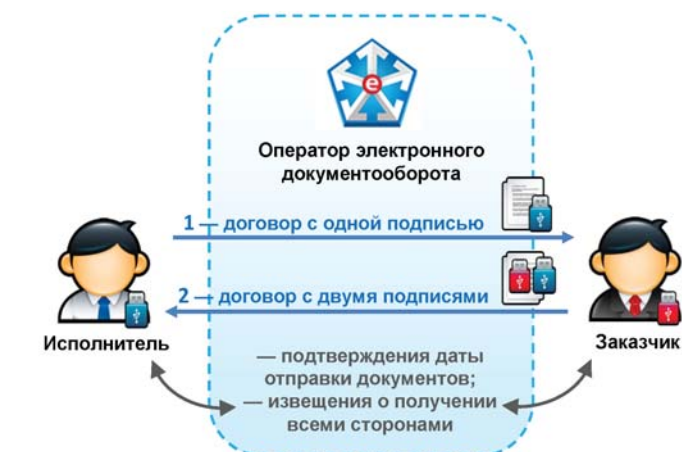 e
Оператор электронного
документооборота
1 — договор с одной подписью
2 — договор с двумя подписями
Исполнитель
Заказчик
— подтверждения даты
отправки документов;
— извещения о получении
всеми сторонами